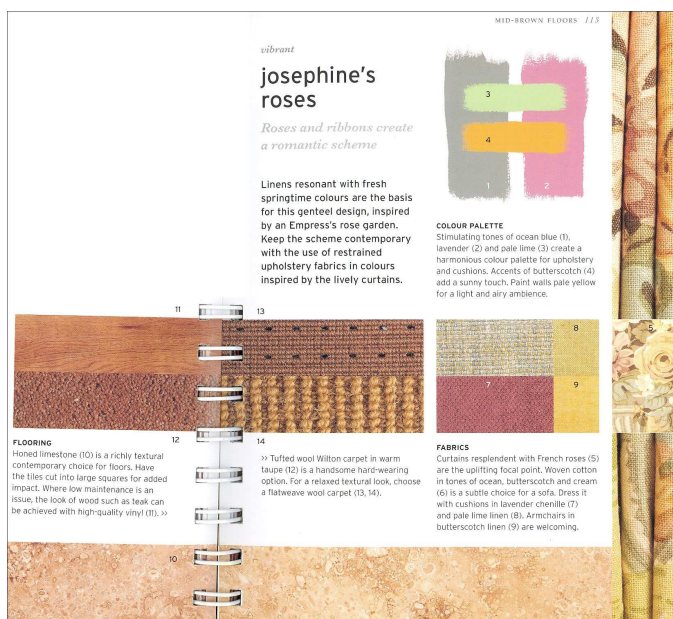 MID-BROWN FLOORS 115
vibrant
josephine's
roses
Roses and ribbons create
a romantic scheme
Linens resonant with fresh
springtime colours are the basis
for this genteel design, inspired
by an Empress's rose garden.
Keep the scheme contemporary
with the use of restrained
upholstery fabrics in colours
inspired by the lively curtains.
3
4
1
2
COLOUR PALETTE
Stimulating tones of ocean blue (1),
lavender (2) and pale lime (3) create a
harmonious colour palette for upholstery
and cushions. Accents of butterscotch (4)
add a sunny touch. Paint walls pale yellow
for a light and airy ambience.
11
13
6
8
5
7
9
12
14
FLOORING
Honed limestone (10) is a richly textural
contemporary choice for floors. Have
the tiles cut into large squares for added
impact. Where low maintenance is an
issue, the look of wood such as teak can
be achieved with high-quality vinyl (11). >>
>> Tufted wool Wilton carpet in warm
taupe (12) is a handsome hard-wearing
option. For a relaxed textural look, choose
a flatweave wool carpet (13, 14).
FABRICS
Curtains resplendent with French roses (5)
are the uplifting focal point. Woven cotton
in tones of ocean, butterscotch and cream
(6) is a subtle choice for a sofa. Dress it
with cushions in lavender chenille (7)
and pale lime linen (8). Armchairs in
butterscotch linen (9) are welcoming.
10